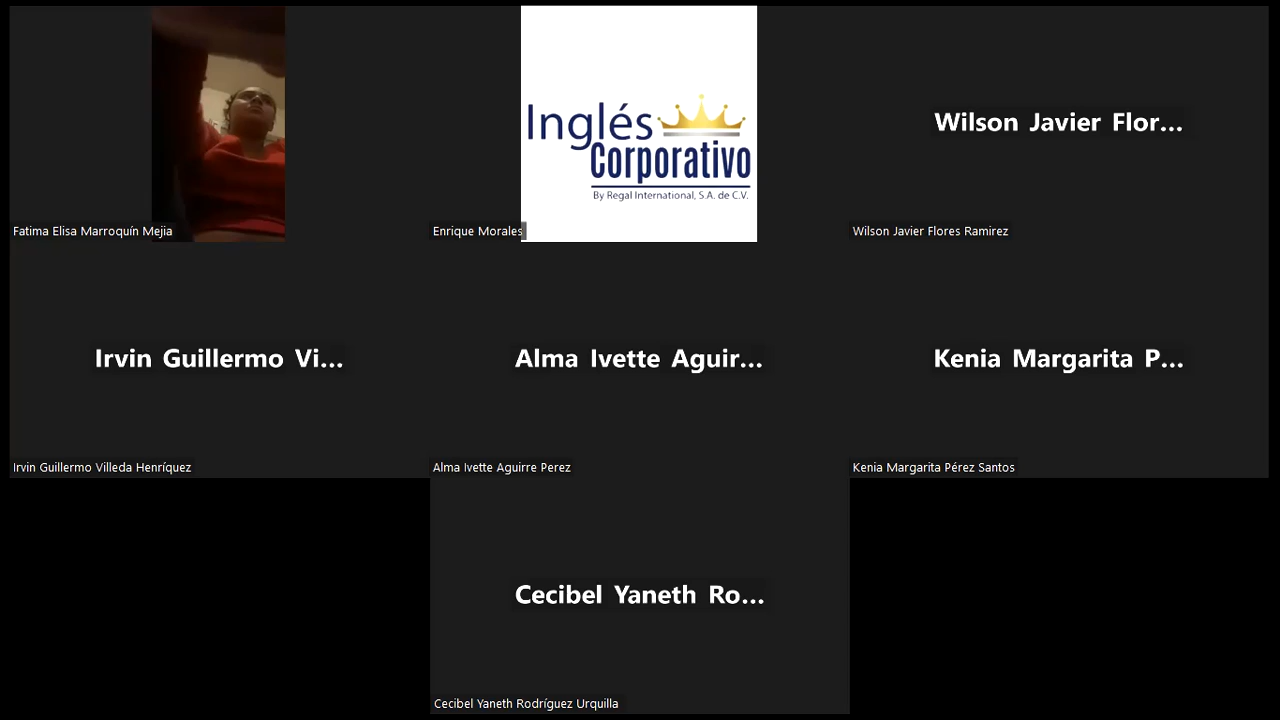 Inglés
Corporativo
By Regal International, S.A. de C.V.
Wilson Javier Flor...
Fatima Elisa Marroquín Mejia
Enrique Morales
Wilson Javier Flores Ramirez
Irvin Guillermo Vi...
Alma Ivette Aguir...
Kenia Margarita P...
Irvin Guillermo Villeda Henríquez
Alma Ivette Aguirre Perez
Kenia Margarita Pérez Santos
Cecibel Yaneth Ro...
Cecibel Yaneth Rodríguez Urquilla